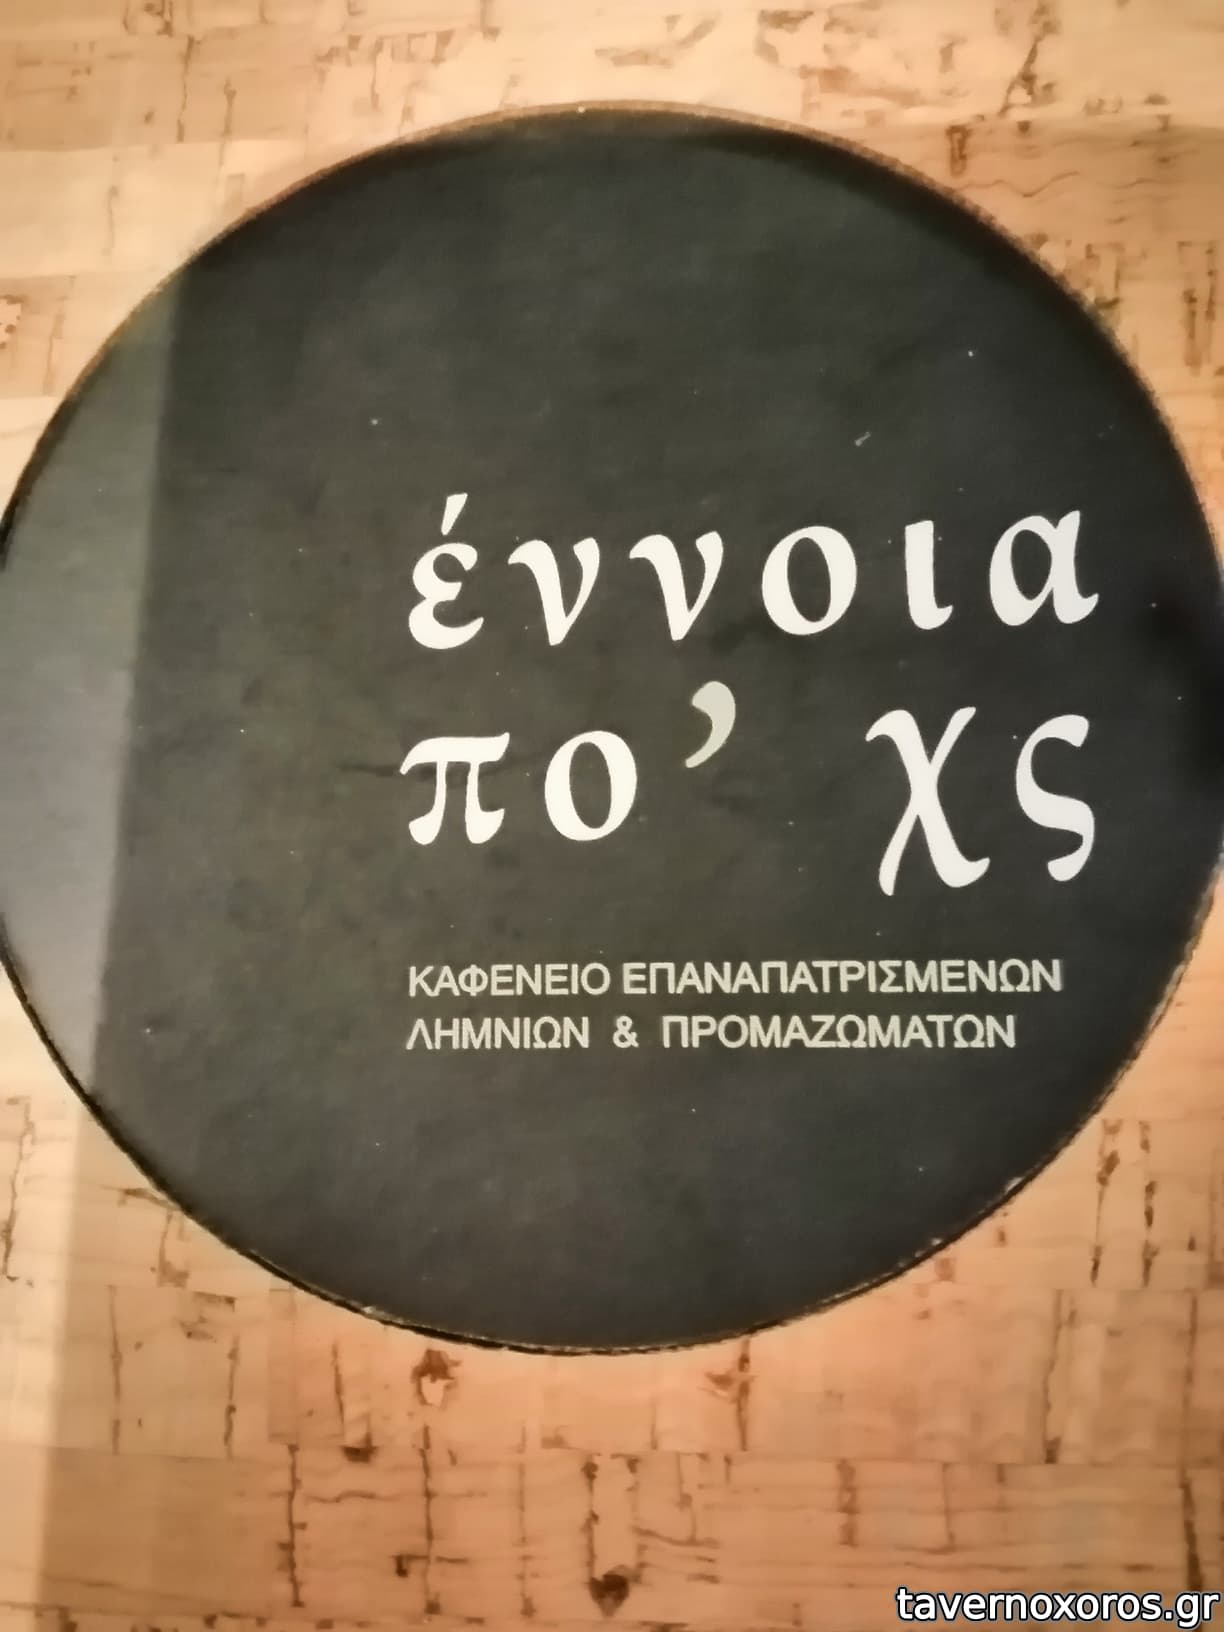 έννοια
πο’ χς
ΚΑΦΕΝΕΙΟ ΕΠΑΝΑΠΑΤΡΙΣΜΕΝΩΝ
ΛΗΜΝΙΩΝ & ΠΡΟΜΑΖΩΜΑΤΩΝ
tavernoxoros.gr